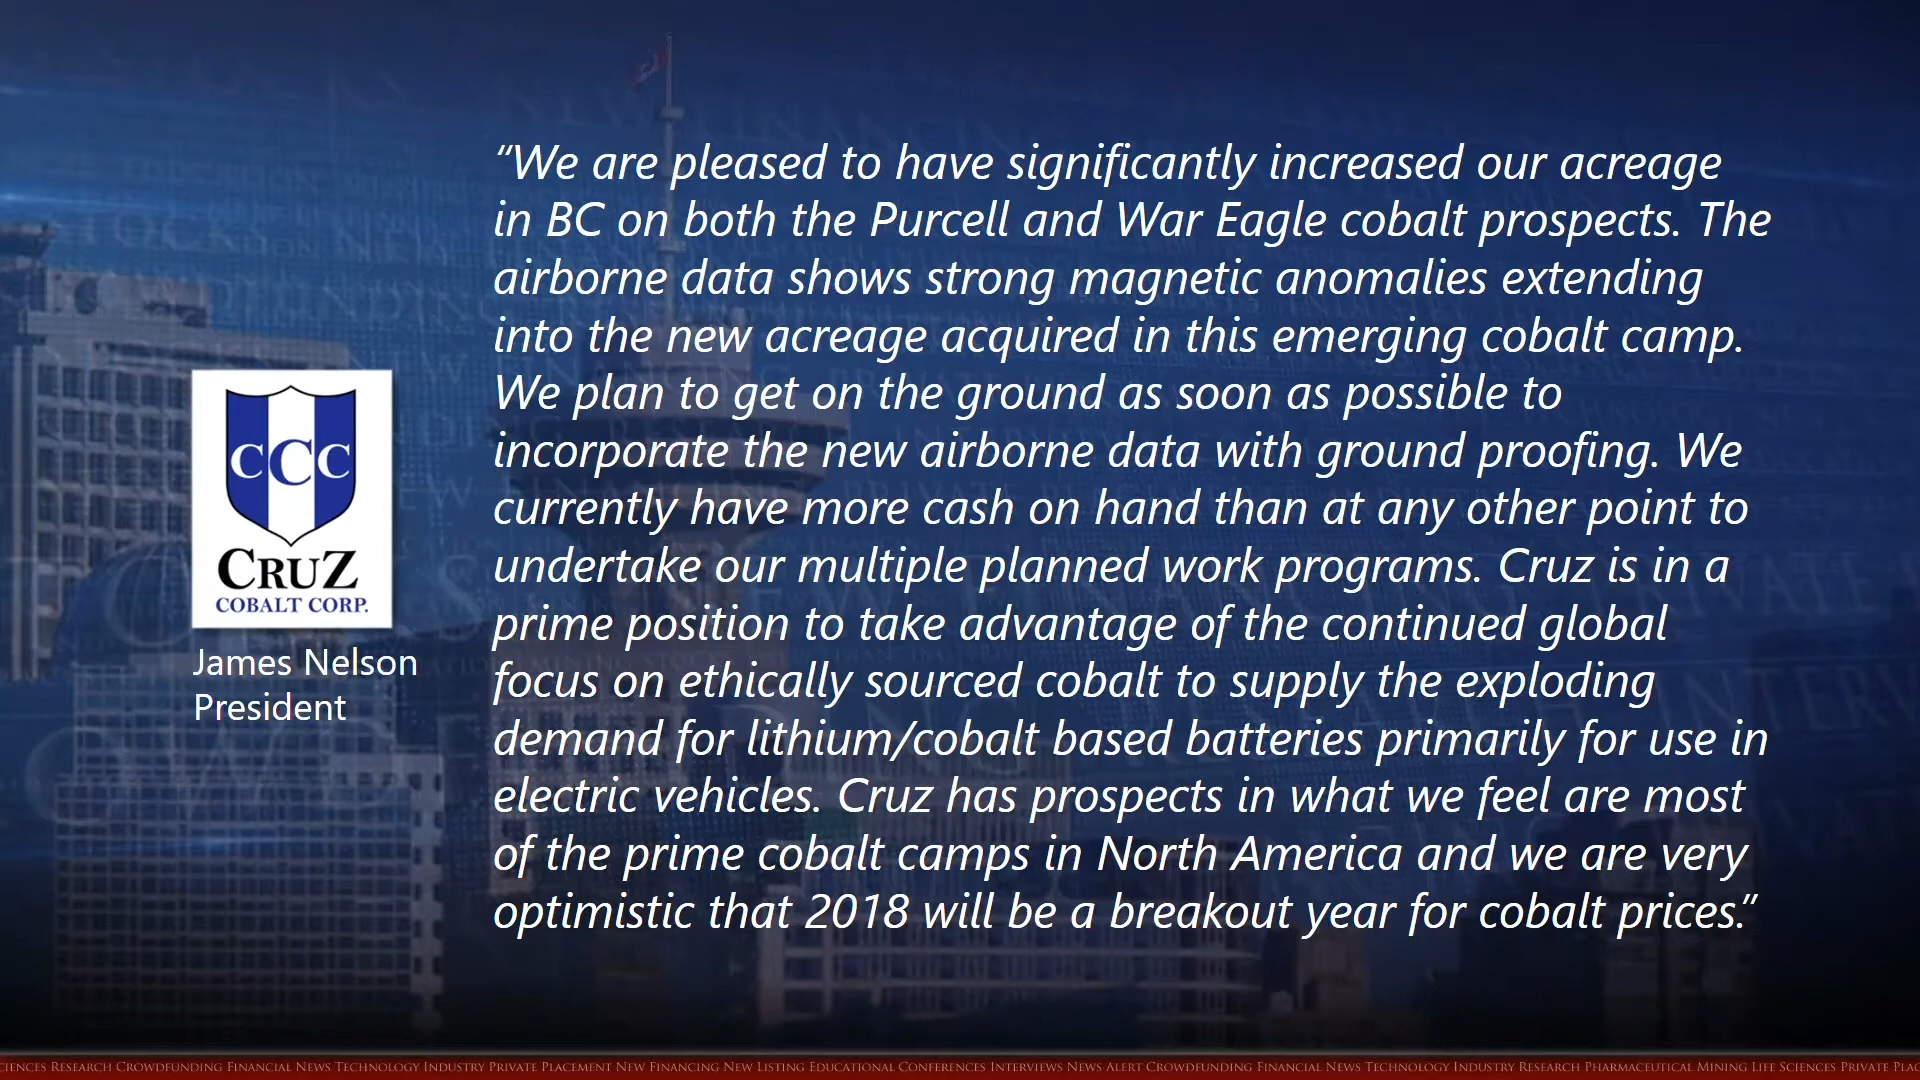 “We are pleased to have significantly increased our acreage
in BC on both the Purcell and War Eagle cobalt prospects. The
airborne data shows strong magnetic anomalies extending
into the new acreage acquired in this emerging cobalt camp.
We plan to get on the ground as soon as possible to
incorporate the new airborne data with ground proofing. We
currently have more cash on hand than at any other point to
undertake our multiple planned work programs. Cruz is in a
prime position to take advantage of the continued global
focus on ethically sourced cobalt to supply the exploding
demand for lithium/cobalt based batteries primarily for use in
electric vehicles. Cruz has prospects in what we feel are most
of the prime cobalt camps in North America and we are very
optimistic that 2018 will be a breakout year for cobalt prices.”
CCC
CRUZ
COBALT CORP.
James Nelson
President
Research Crowdfunding Financial News Technology Industry Private Placement New Financing New Listing Educational Conferences Interviews News Alert Crowdfunding Financial News Technology Industry Research Pharmaceutical Mining Life Sciences Private